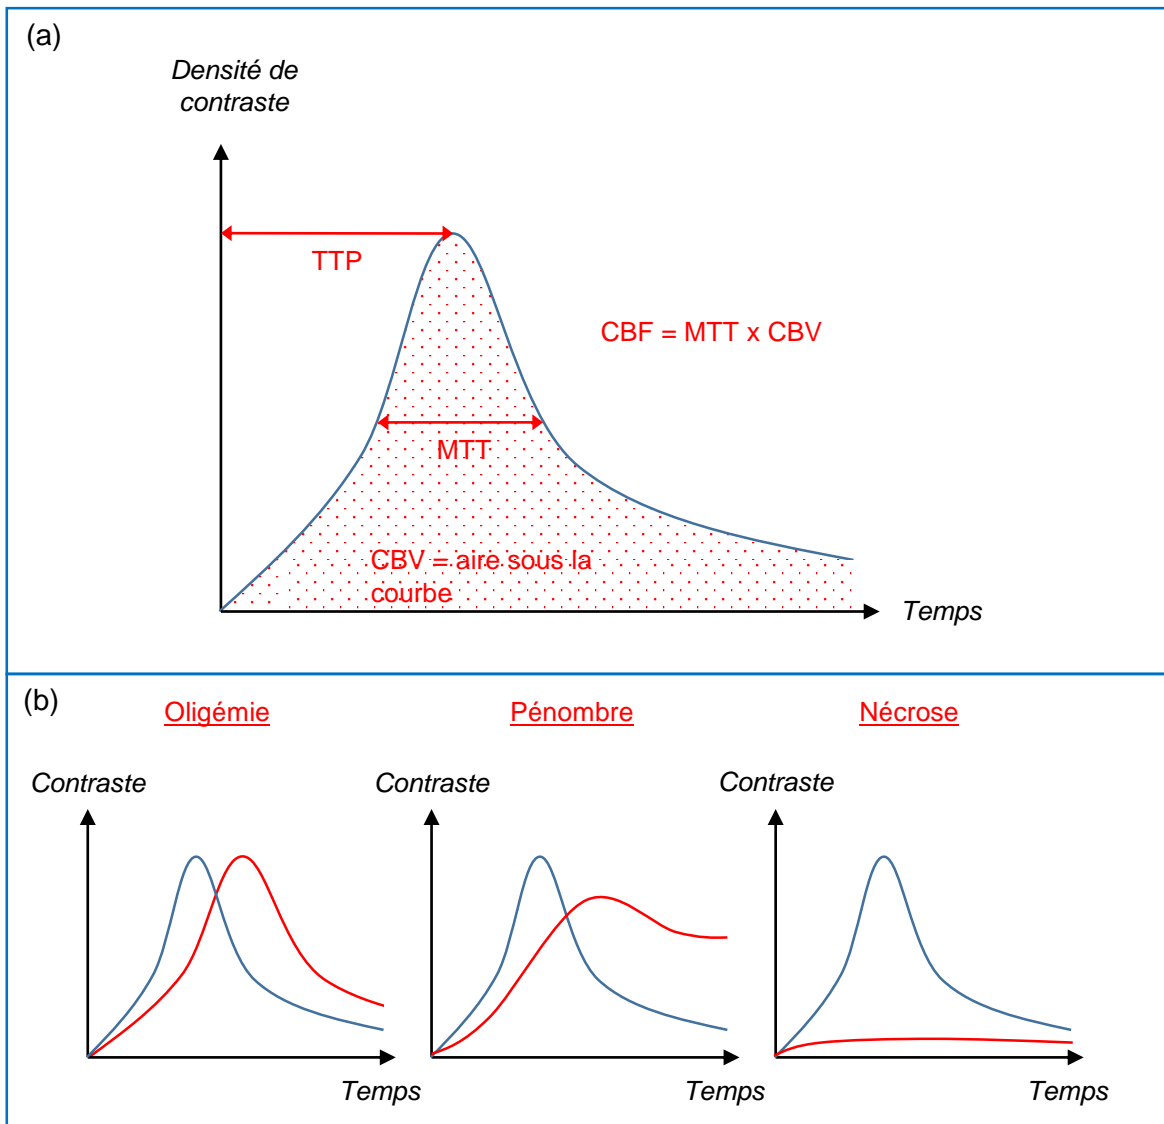 (a)
Densité de
contraste
TTP
CBF = MTT x CBV
MTT
CBV = aire sous la
courbe
Temps
(b)
Oligémie
Pénombre
Nécrose
Contraste
Contraste
Contraste
Temps
Temps
Temps